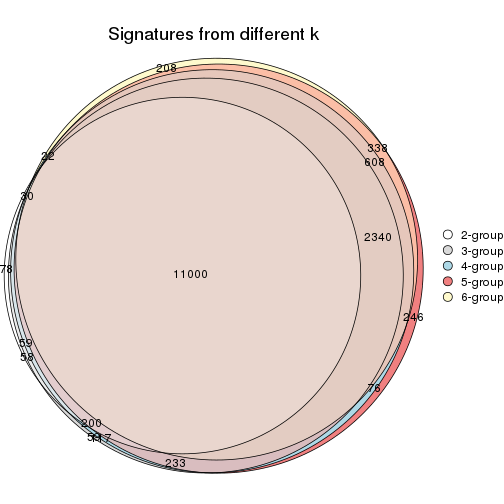 Signatures from different k
208
338
608
22
30
2340
2-group
3-group
78
4-group
11000
5-group
6-group
246
59
58
76
200
117
233